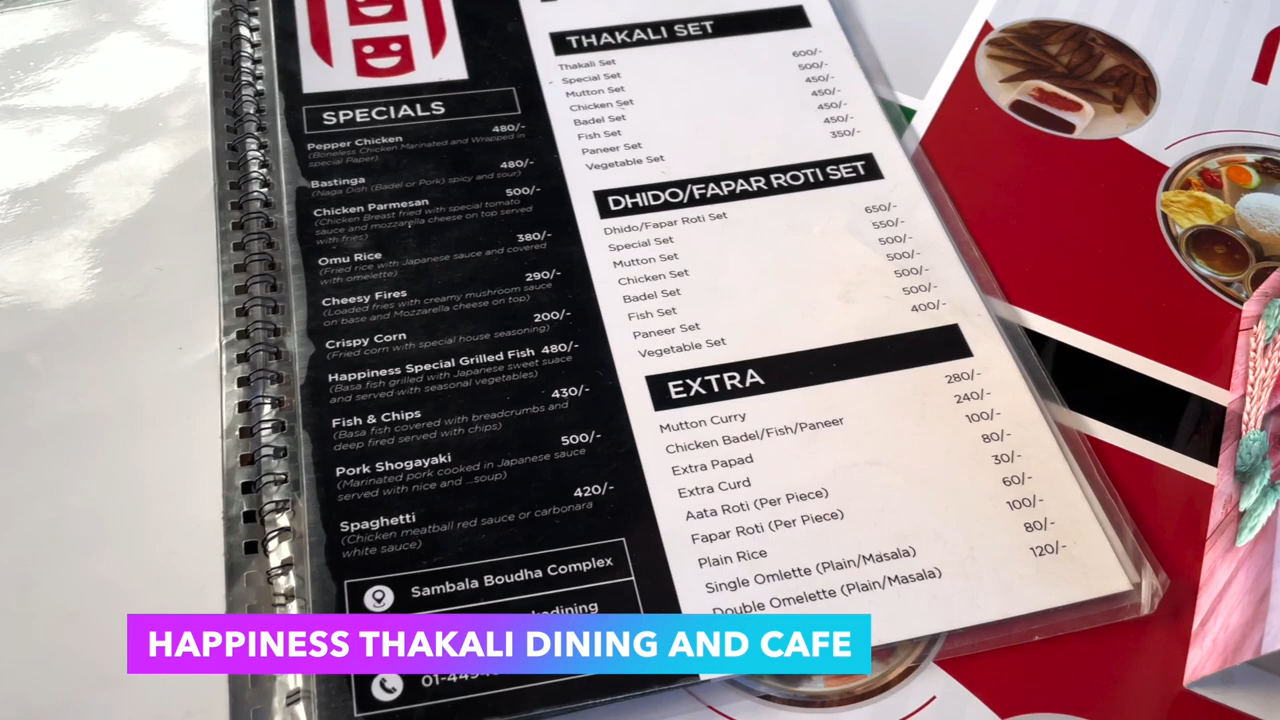 SPECIALS
Pepper Chicken 480/-
(Boneless Chicken Marinated and Wrapped in
special Paper)
Bastinga 480/-
(Naga Dish (Badel or Pork) spicy and sour)
Chicken Parmesan 500/-
(Chicken Breast fried with special tomato
sauce and mozzarella cheese on top served
with fries)
Omu Rice 380/-
(Fried rice with Japanese sauce and covered
with omelette)
Cheesy Fires 290/-
(Loaded fries with creamy mushroom sauce
on base and Mozzarella cheese on top)
Crispy Corn 200/-
(Fried corn with special house seasoning)
Happiness Special Grilled Fish 480/-
(Basa fish grilled with Japanese sweet suace
and served with seasonal vegetables)
Fish & Chips 430/-
(Basa fish covered with breadcrumbs and
deep fired served with chips)
Pork Shogayaki 500/-
(Marinated pork cooked in Japanese sauce
served with nice and ...soup)
Spaghetti 420/-
(Chicken meatball red sauce or carbonara
white sauce)
Sambala Boudha Complex
THAKALI SET
Thakali Set
Special Set 600/-
Mutton Set 500/-
Chicken Set 450/-
Badel Set 450/-
Fish Set 450/-
Paneer Set 450/-
Vegetable Set 350/-
DHIDO/FAPAR ROTI SET
Dhido/Fapar Roti Set
Special Set 650/-
Mutton Set 550/-
Chicken Set 500/-
Badel Set 500/-
Fish Set 500/-
Paneer Set 500/-
Vegetable Set 400/-
EXTRA
Mutton Curry 280/-
Chicken Badel/Fish/Paneer 240/-
Extra Papad 100/-
Extra Curd 80/-
Aata Roti (Per Piece) 30/-
Fapar Roti (Per Piece) 60/-
Plain Rice 100/-
Single Omlette (Plain/Masala) 80/-
Double Omelette (Plain/Masala) 120/-
HAPPINESS THAKALI DINING AND CAFE